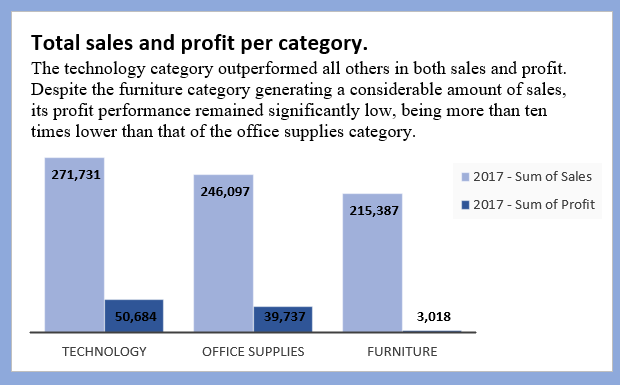 Total sales and profit per category.
The technology category outperformed all others in both sales and profit.
Despite the furniture category generating a considerable amount of sales,
its profit performance remained significantly low, being more than ten
times lower than that of the office supplies category.
271,731
50,684
246,097
39,737
215,387
3,018
2017 - Sum of Sales
2017 - Sum of Profit
TECHNOLOGY
OFFICE SUPPLIES
FURNITURE